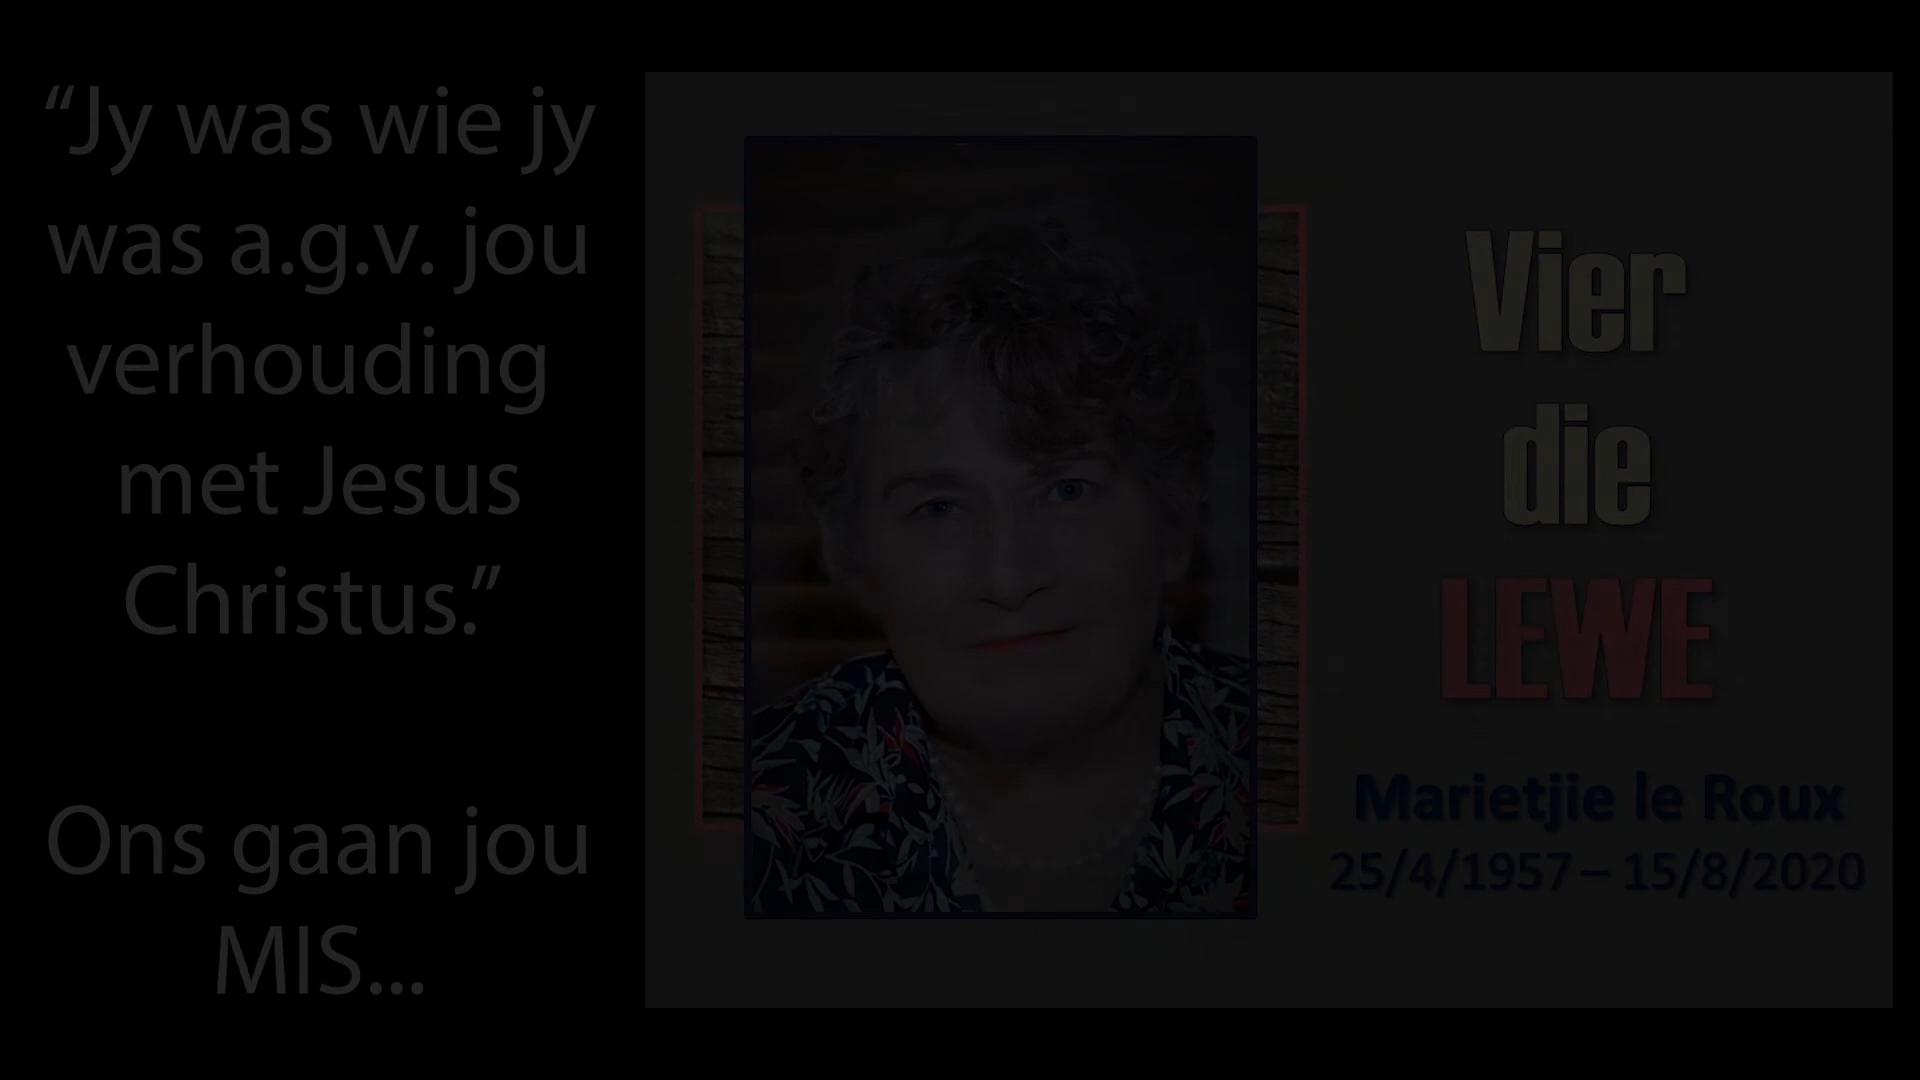 “Jy was wie jy
was a.g.v. jou
verhouding
met Jesus
Christus.”
Ons gaan jou
MIS...
Vier
die
LEWE
Marietjie le Roux
25/4/1957 – 15/8/2020